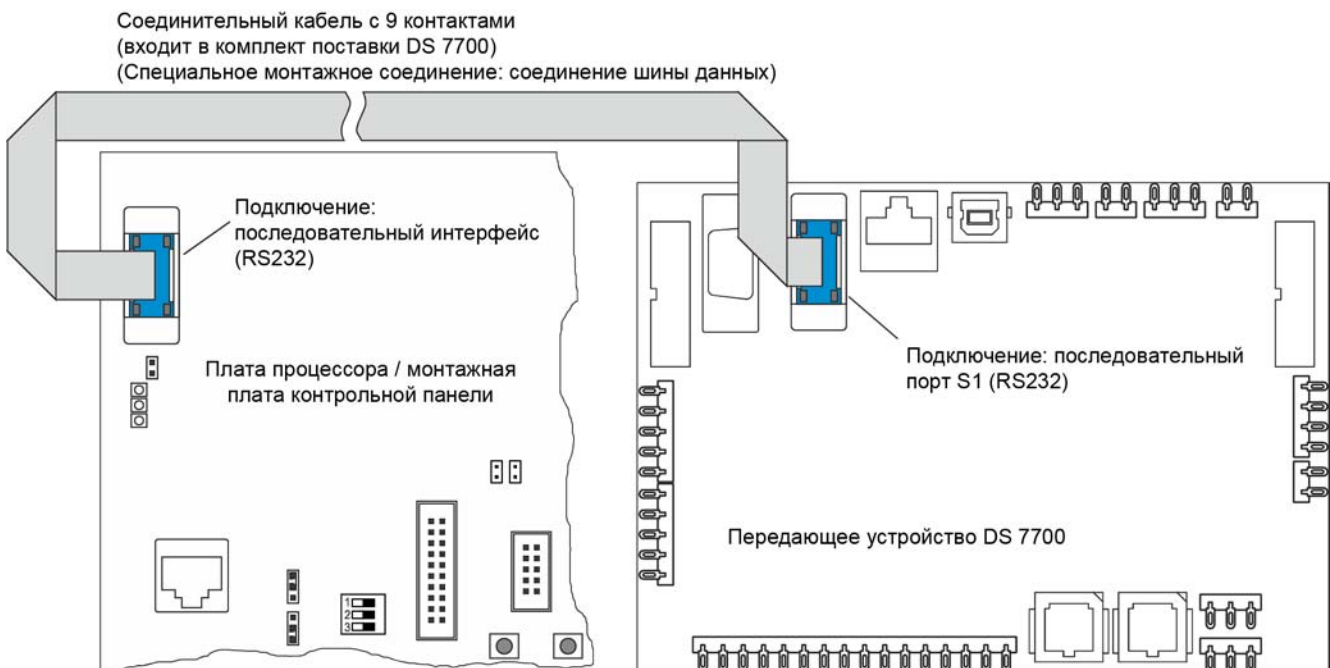 Соединительный кабель с 9 контактами
(входит в комплект поставки DS 7700)
(Специальное монтажное соединение: соединение шины данных)
Подключение:
последовательный интерфейс
(RS232)
Подключение: последовательный
порт S1 (RS232)
Плата процессора / монтажная
плата контрольной панели
Передающее устройство DS 7700
1
2
3